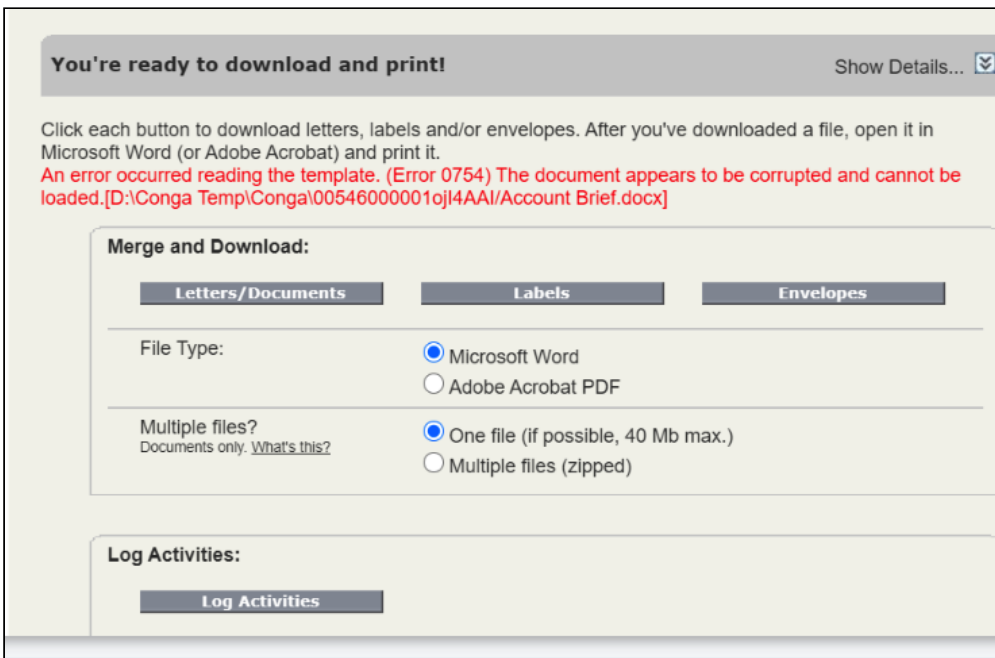 You're ready to download and print!
Show Details...
Click each button to download letters, labels and/or envelopes. After you've downloaded a file, open it in
Microsoft Word (or Adobe Acrobat) and print it.
An error occurred reading the template. (Error 0754) The document appears to be corrupted and cannot be
loaded.[D:\Conga Temp\Conga\00546000001ojI4AAI/Account Brief.docx]
Merge and Download:
Letters/Documents
Labels
Envelopes
File Type:
Microsoft Word
Adobe Acrobat PDF
Multiple files?
Documents only. What's this?
One file (if possible, 40 Mb max.)
Multiple files (zipped)
Log Activities:
Log Activities